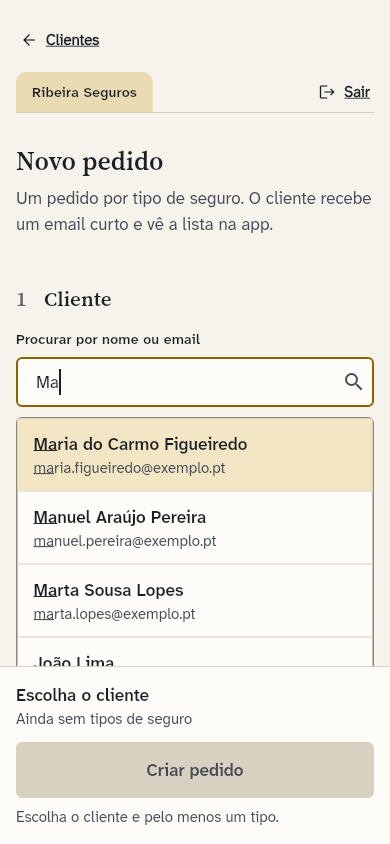 Clientes
Ribeira Seguros
Sair
Novo pedido
Um pedido por tipo de seguro. O cliente recebe
um email curto e vê a lista na app.
1 Cliente
Procurar por nome ou email
Ma
Maria do Carmo Figueiredo
maria.figueiredo@exemplo.pt
Manuel Araújo Pereira
manuel.pereira@exemplo.pt
Marta Sousa Lopes
marta.lopes@exemplo.pt
João Lima
Escolha o cliente
Ainda sem tipos de seguro
Criar pedido
Escolha o cliente e pelo menos um tipo.